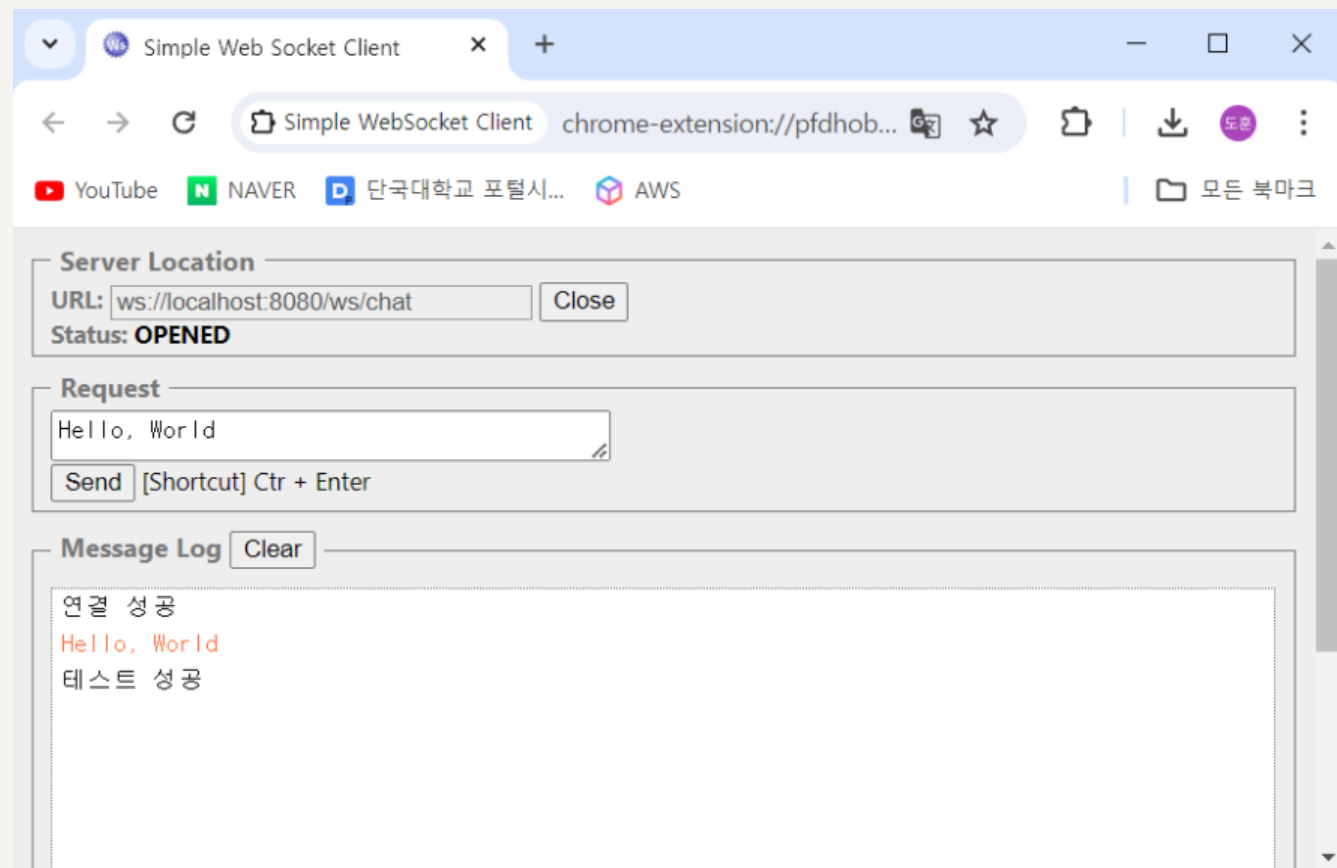 Simple Web Socket Client
Simple WebSocket Client chrome-extension://pfdhob... 도훈
YouTube NAVER 단국대학교 포털시... AWS 모든 북마크
Server Location
URL: ws://localhost:8080/ws/chat Close
Status: OPENED
Request
Hello, World
Send [Shortcut] Ctr + Enter
Message Log Clear
연결 성공
Hello, World
테스트 성공